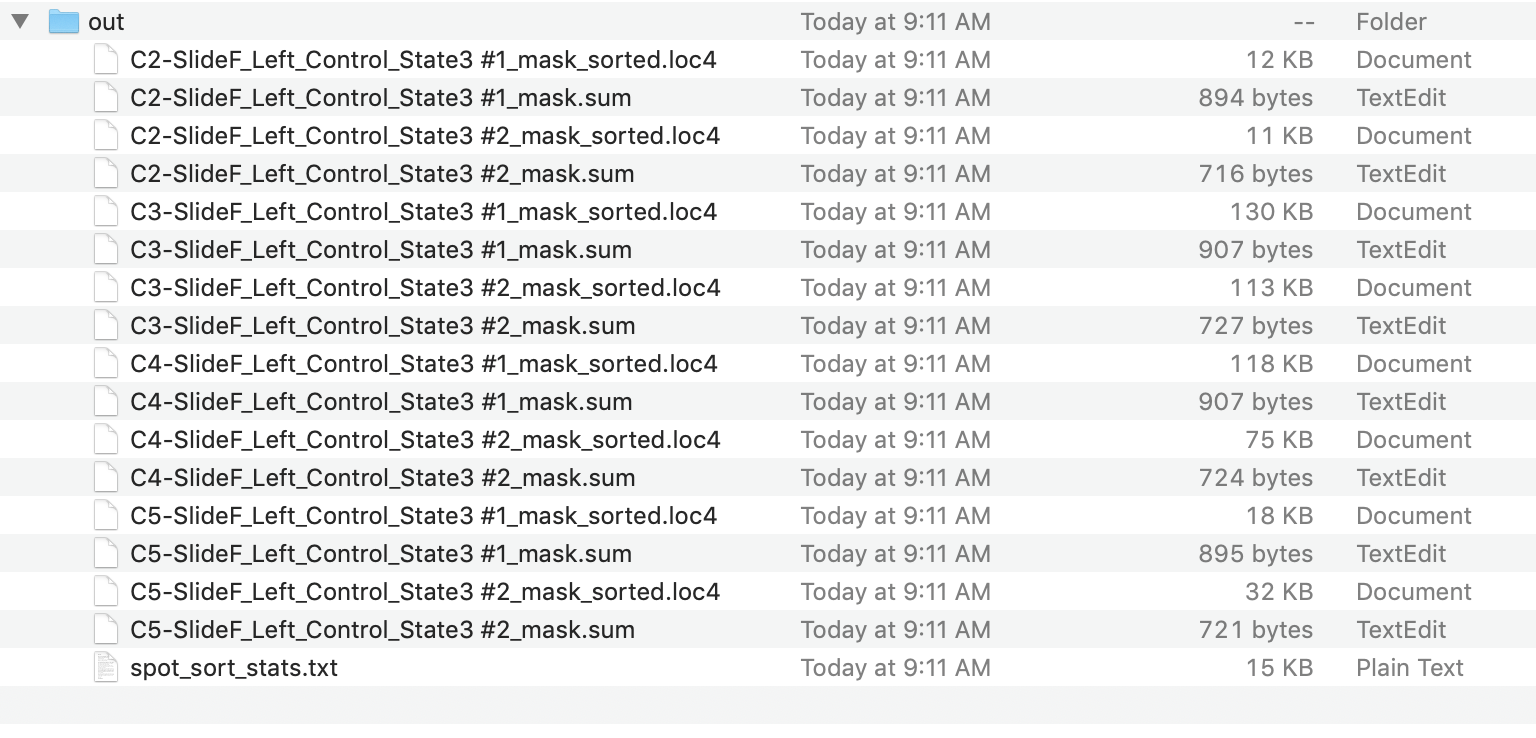 out Today at 9:11 AM -- Folder
C2-SlideF_Left_Control_State3 #1_mask_sorted.loc4 Today at 9:11 AM 12 KB Document
C2-SlideF_Left_Control_State3 #1_mask.sum Today at 9:11 AM 894 bytes TextEdit
C2-SlideF_Left_Control_State3 #2_mask_sorted.loc4 Today at 9:11 AM 11 KB Document
C2-SlideF_Left_Control_State3 #2_mask.sum Today at 9:11 AM 716 bytes TextEdit
C3-SlideF_Left_Control_State3 #1_mask_sorted.loc4 Today at 9:11 AM 130 KB Document
C3-SlideF_Left_Control_State3 #1_mask.sum Today at 9:11 AM 907 bytes TextEdit
C3-SlideF_Left_Control_State3 #2_mask_sorted.loc4 Today at 9:11 AM 113 KB Document
C3-SlideF_Left_Control_State3 #2_mask.sum Today at 9:11 AM 727 bytes TextEdit
C4-SlideF_Left_Control_State3 #1_mask_sorted.loc4 Today at 9:11 AM 118 KB Document
C4-SlideF_Left_Control_State3 #1_mask.sum Today at 9:11 AM 907 bytes TextEdit
C4-SlideF_Left_Control_State3 #2_mask_sorted.loc4 Today at 9:11 AM 75 KB Document
C4-SlideF_Left_Control_State3 #2_mask.sum Today at 9:11 AM 724 bytes TextEdit
C5-SlideF_Left_Control_State3 #1_mask_sorted.loc4 Today at 9:11 AM 18 KB Document
C5-SlideF_Left_Control_State3 #1_mask.sum Today at 9:11 AM 895 bytes TextEdit
C5-SlideF_Left_Control_State3 #2_mask_sorted.loc4 Today at 9:11 AM 32 KB Document
C5-SlideF_Left_Control_State3 #2_mask.sum Today at 9:11 AM 721 bytes TextEdit
spot_sort_stats.txt Today at 9:11 AM 15 KB Plain Text